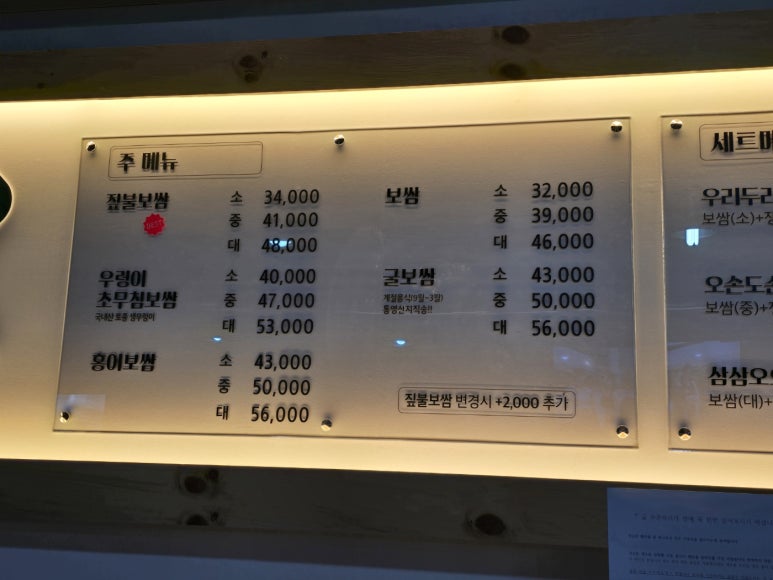 주 메뉴
짚불보쌈 소 34,000
BEST 중 41,000
대 48,000
우렁이 소 40,000
초무침보쌈 중 47,000
국내산 토종 생우렁이 대 53,000
홍어보쌈 소 43,000
중 50,000
대 56,000
보쌈 소 32,000
중 39,000
대 46,000
굴보쌈 소 43,000
계절음식(9월~3월) 중 50,000
통영산지직송!!
대 56,000
짚불보쌈 변경시 +2,000 추가
세트메
우리두리
보쌈(소)+
오손도손
보쌈(중)+
삼삼오오
보쌈(대)+